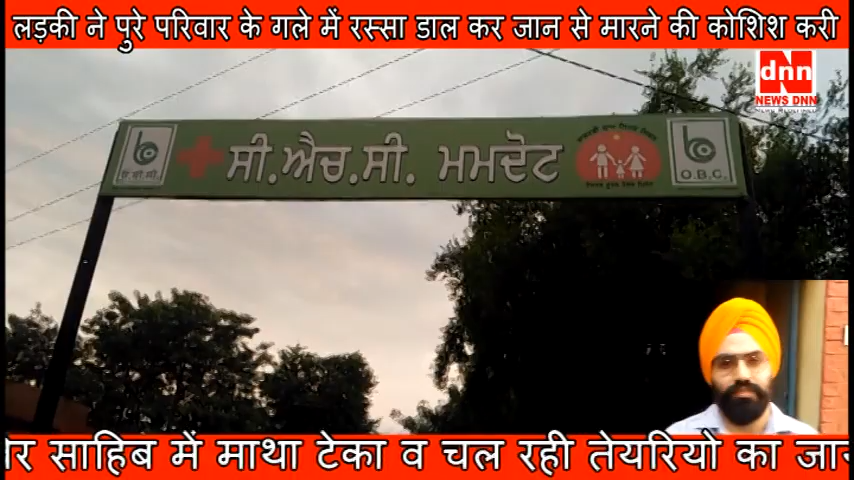 लड़की ने पुरे परिवार के गले में रस्सा डाल कर जान से मारने की कोशिश करी
dnn
NEWS DNN
ਸੀ.ਐਚ.ਸੀ. ਮਮਦੋਟ
O.B.C.
साहिब में माथा टेका व चल रही तेयरियो का